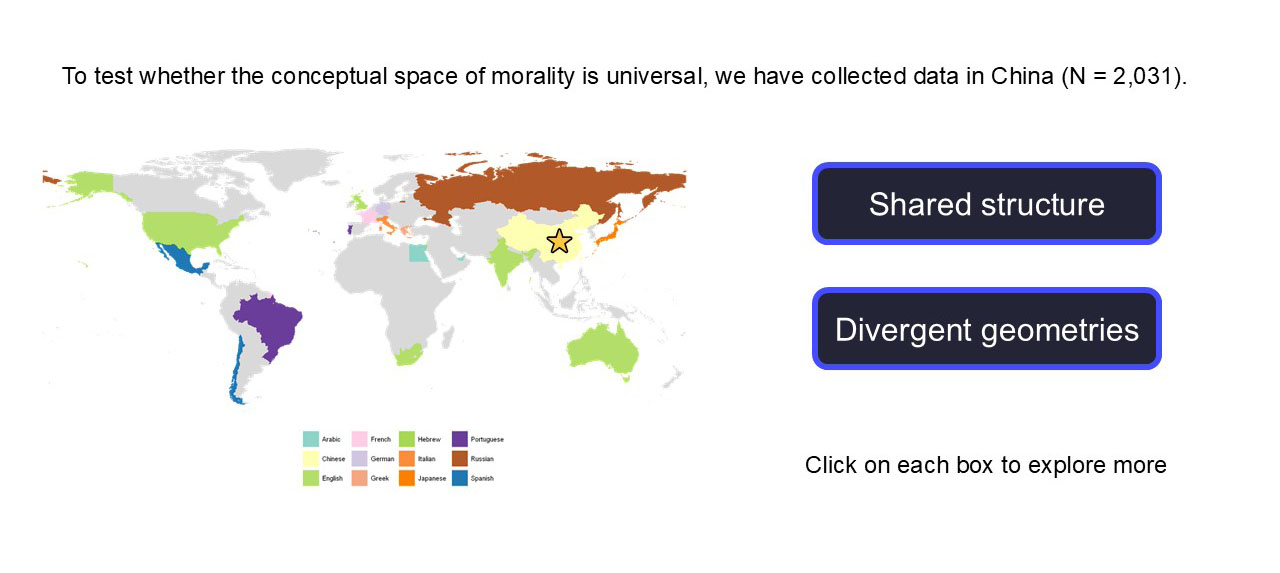 To test whether the conceptual space of morality is universal, we have collected data in China (N = 2,031).
Shared structure
Divergent geometries
Click on each box to explore more
Arabic French Hebrew Portuguese
Chinese German Italian Russian
English Greek Japanese Spanish